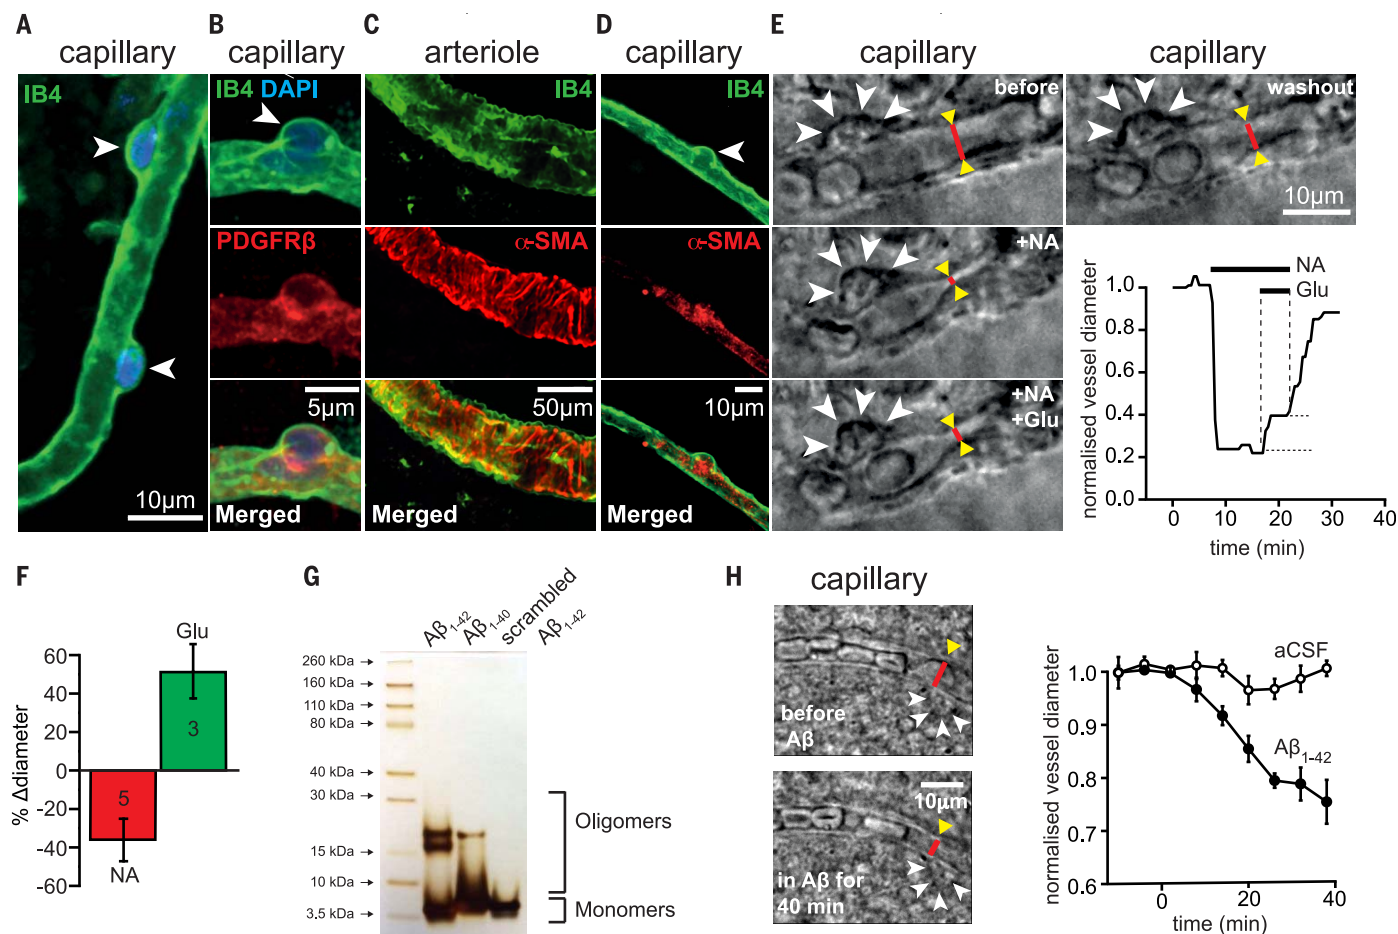 A
capillary
IB4
10µm
B
capillary
IB4 DAPI
PDGFRβ
5µm
Merged
C
arteriole
IB4
α-SMA
50µm
Merged
D
capillary
IB4
α-SMA
10µm
Merged
E
capillary
before
+NA
+NA
+Glu
capillary
washout
10µm
normalised vessel diameter
1.0
0.8
0.6
0.4
0.2
0.0
NA
Glu
0 10 20 30 40
time (min)
F
% Δdiameter
60
40
20
0
-20
-40
-60
Glu
3
5
NA
G
Aβ1-42
Aβ1-40
scrambled
Aβ1-42
260 kDa
160 kDa
110 kDa
80 kDa
40 kDa
30 kDa
15 kDa
10 kDa
3.5 kDa
Oligomers
Monomers
H
capillary
before
Aβ
10µm
in Aβ for
40 min
normalised vessel diameter
1.0
0.9
0.8
0.7
0.6
aCSF
Aβ1-42
0 20 40
time (min)